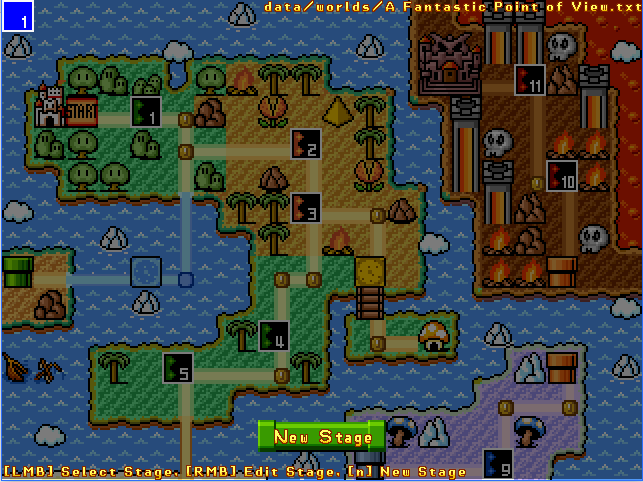 1
data/worlds/A Fantastic Point of View.txt
START
1
11
2
10
3
4
5
New Stage
9
[LMB] Select Stage. [RMB] Edit Stage. [n] New Stage